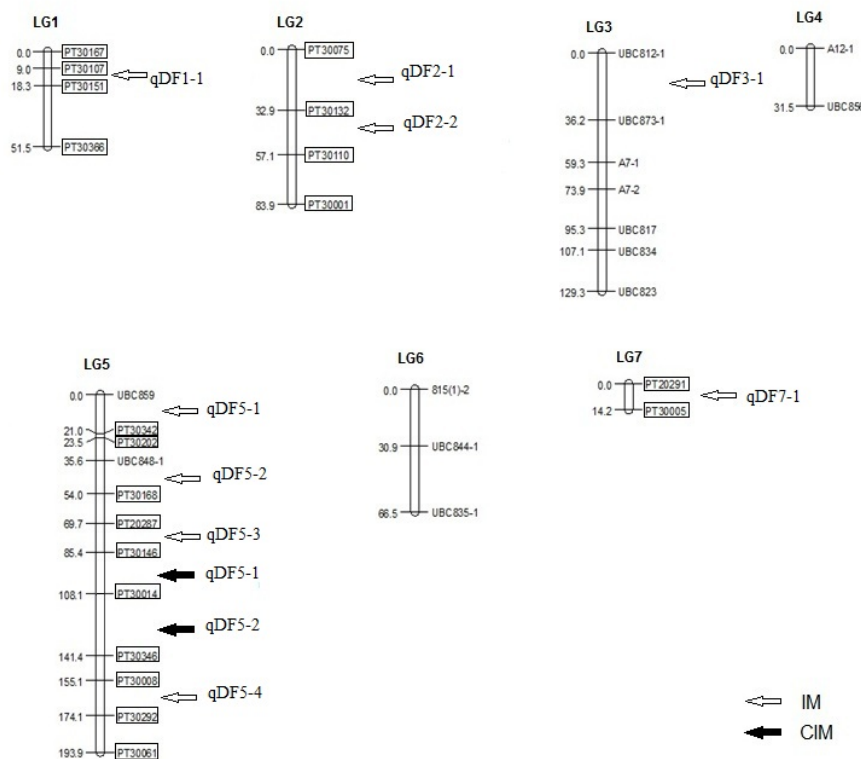 LG1
0.0 PT30167
9.0 PT30107
qDF1-1
18.3 PT30151
51.5 PT30366
LG2
0.0 PT30075
qDF2-1
32.9 PT30132
qDF2-2
57.1 PT30110
83.9 PT30001
LG3
0.0 UBC812-1
qDF3-1
36.2 UBC873-1
59.3 A7-1
73.9 A7-2
95.3 UBC817
107.1 UBC834
129.3 UBC823
LG4
0.0 A12-1
31.5 UBC856
LG5
0.0 UBC859
qDF5-1
21.0 PT30342
23.5 PT30202
35.6 UBC848-1
qDF5-2
54.0 PT30168
69.7 PT20287
qDF5-3
85.4 PT30146
qDF5-1
108.1 PT30014
qDF5-2
141.4 PT30346
155.1 PT30008
qDF5-4
174.1 PT30292
193.9 PT30061
LG6
0.0 815(1)-2
30.9 UBC844-1
66.5 UBC835-1
LG7
0.0 PT20291
qDF7-1
14.2 PT30005
IM
CIM